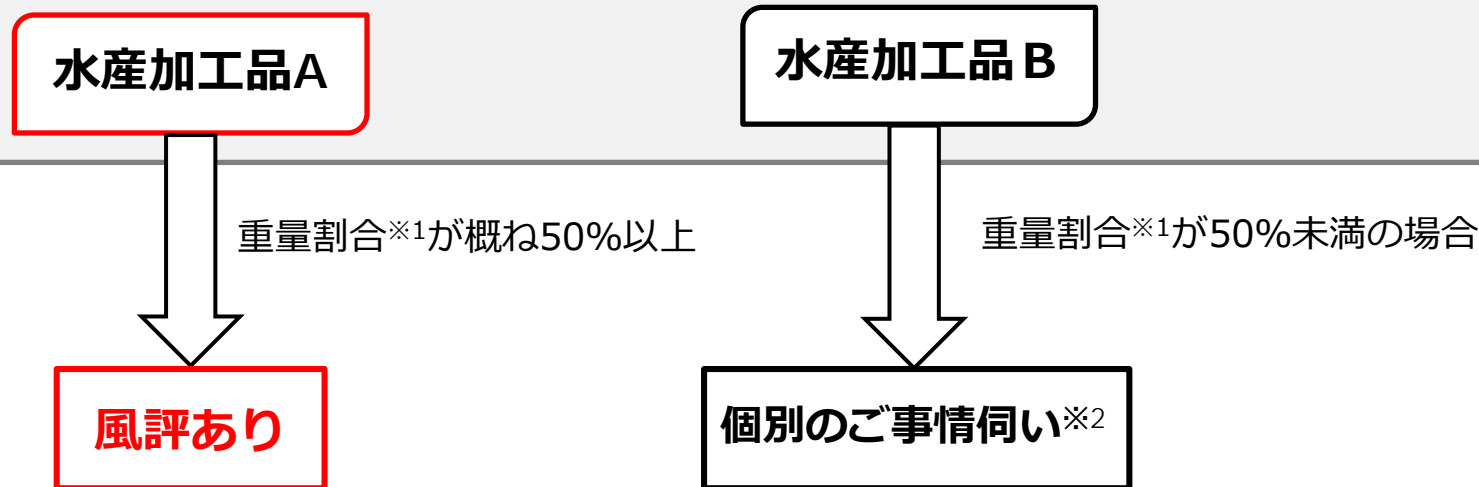 水産加工品A
水産加工品B
重量割合※1が概ね50%以上
重量割合※1が50%未満の場合
風評あり
個別のご事情伺い※2